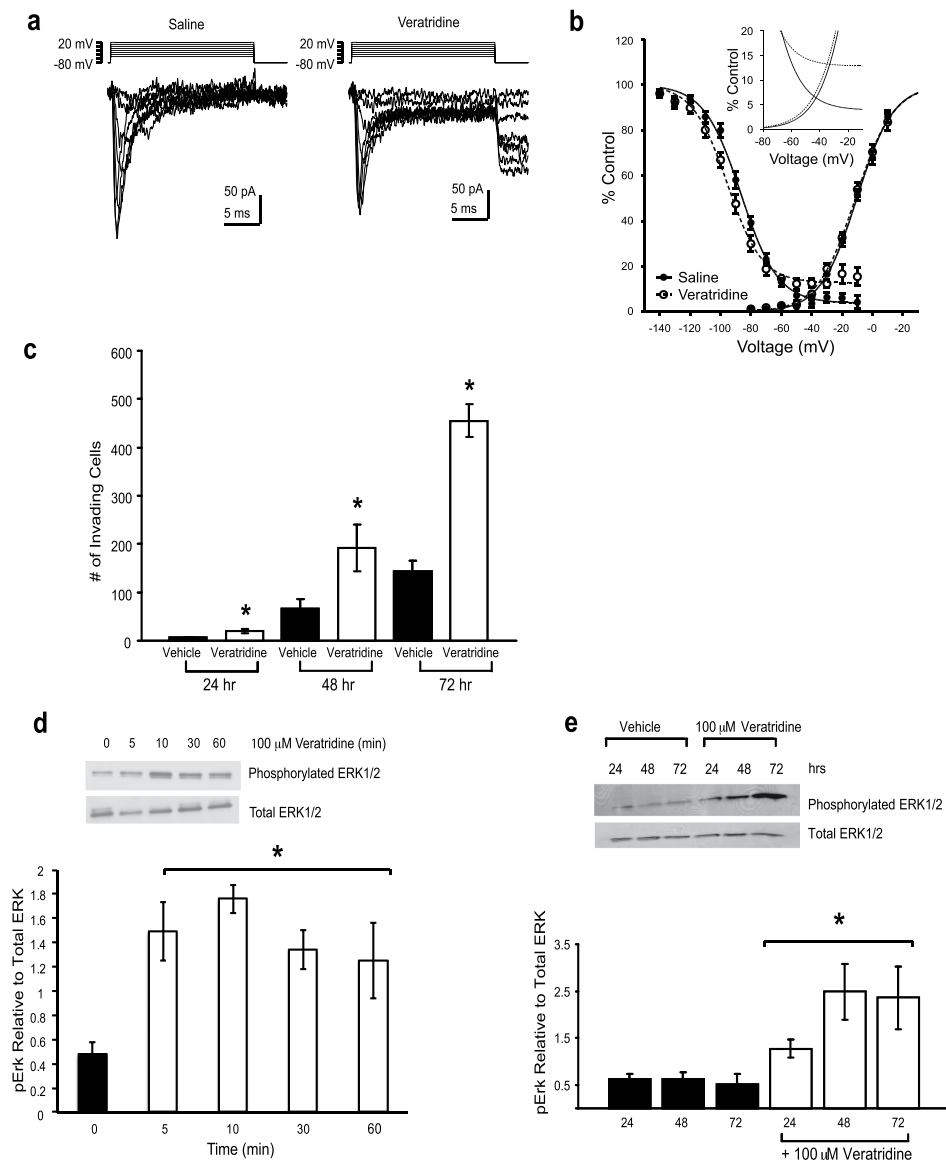 a
Saline
Veratridine
20 mV
-80 mV
20 mV
-80 mV
50 pA
5 ms
50 pA
5 ms
b
% Control
120
100
80
60
40
20
0
-140
-120
-100
-80
-60
-40
-20
-0
-20
Voltage (mV)
Saline
Veratridine
% Control
20
15
10
5
0
-80
-60
-40
-20
Voltage (mV)
c
# of Invading Cells
600
500
400
300
200
100
0
Vehicle
Veratridine
Vehicle
Veratridine
Vehicle
Veratridine
*
*
*
24 hr
48 hr
72 hr
d
0 5 10 30 60 100 µM Veratridine (min)
Phosphorylated ERK1/2
Total ERK1/2
*
pErk Relative to Total ERK
2
1.8
1.6
1.4
1.2
1
0.8
0.6
0.4
0.2
0
0 5 10 30 60
Time (min)
e
Vehicle
100 µM Veratridine
24 48 72 24 48 72 hrs
Phosphorylated ERK1/2
Total ERK1/2
*
pErk Relative to Total ERK
3.5
2.5
1.5
0.5
24 48 72 24 48 72
+ 100 µM Veratridine